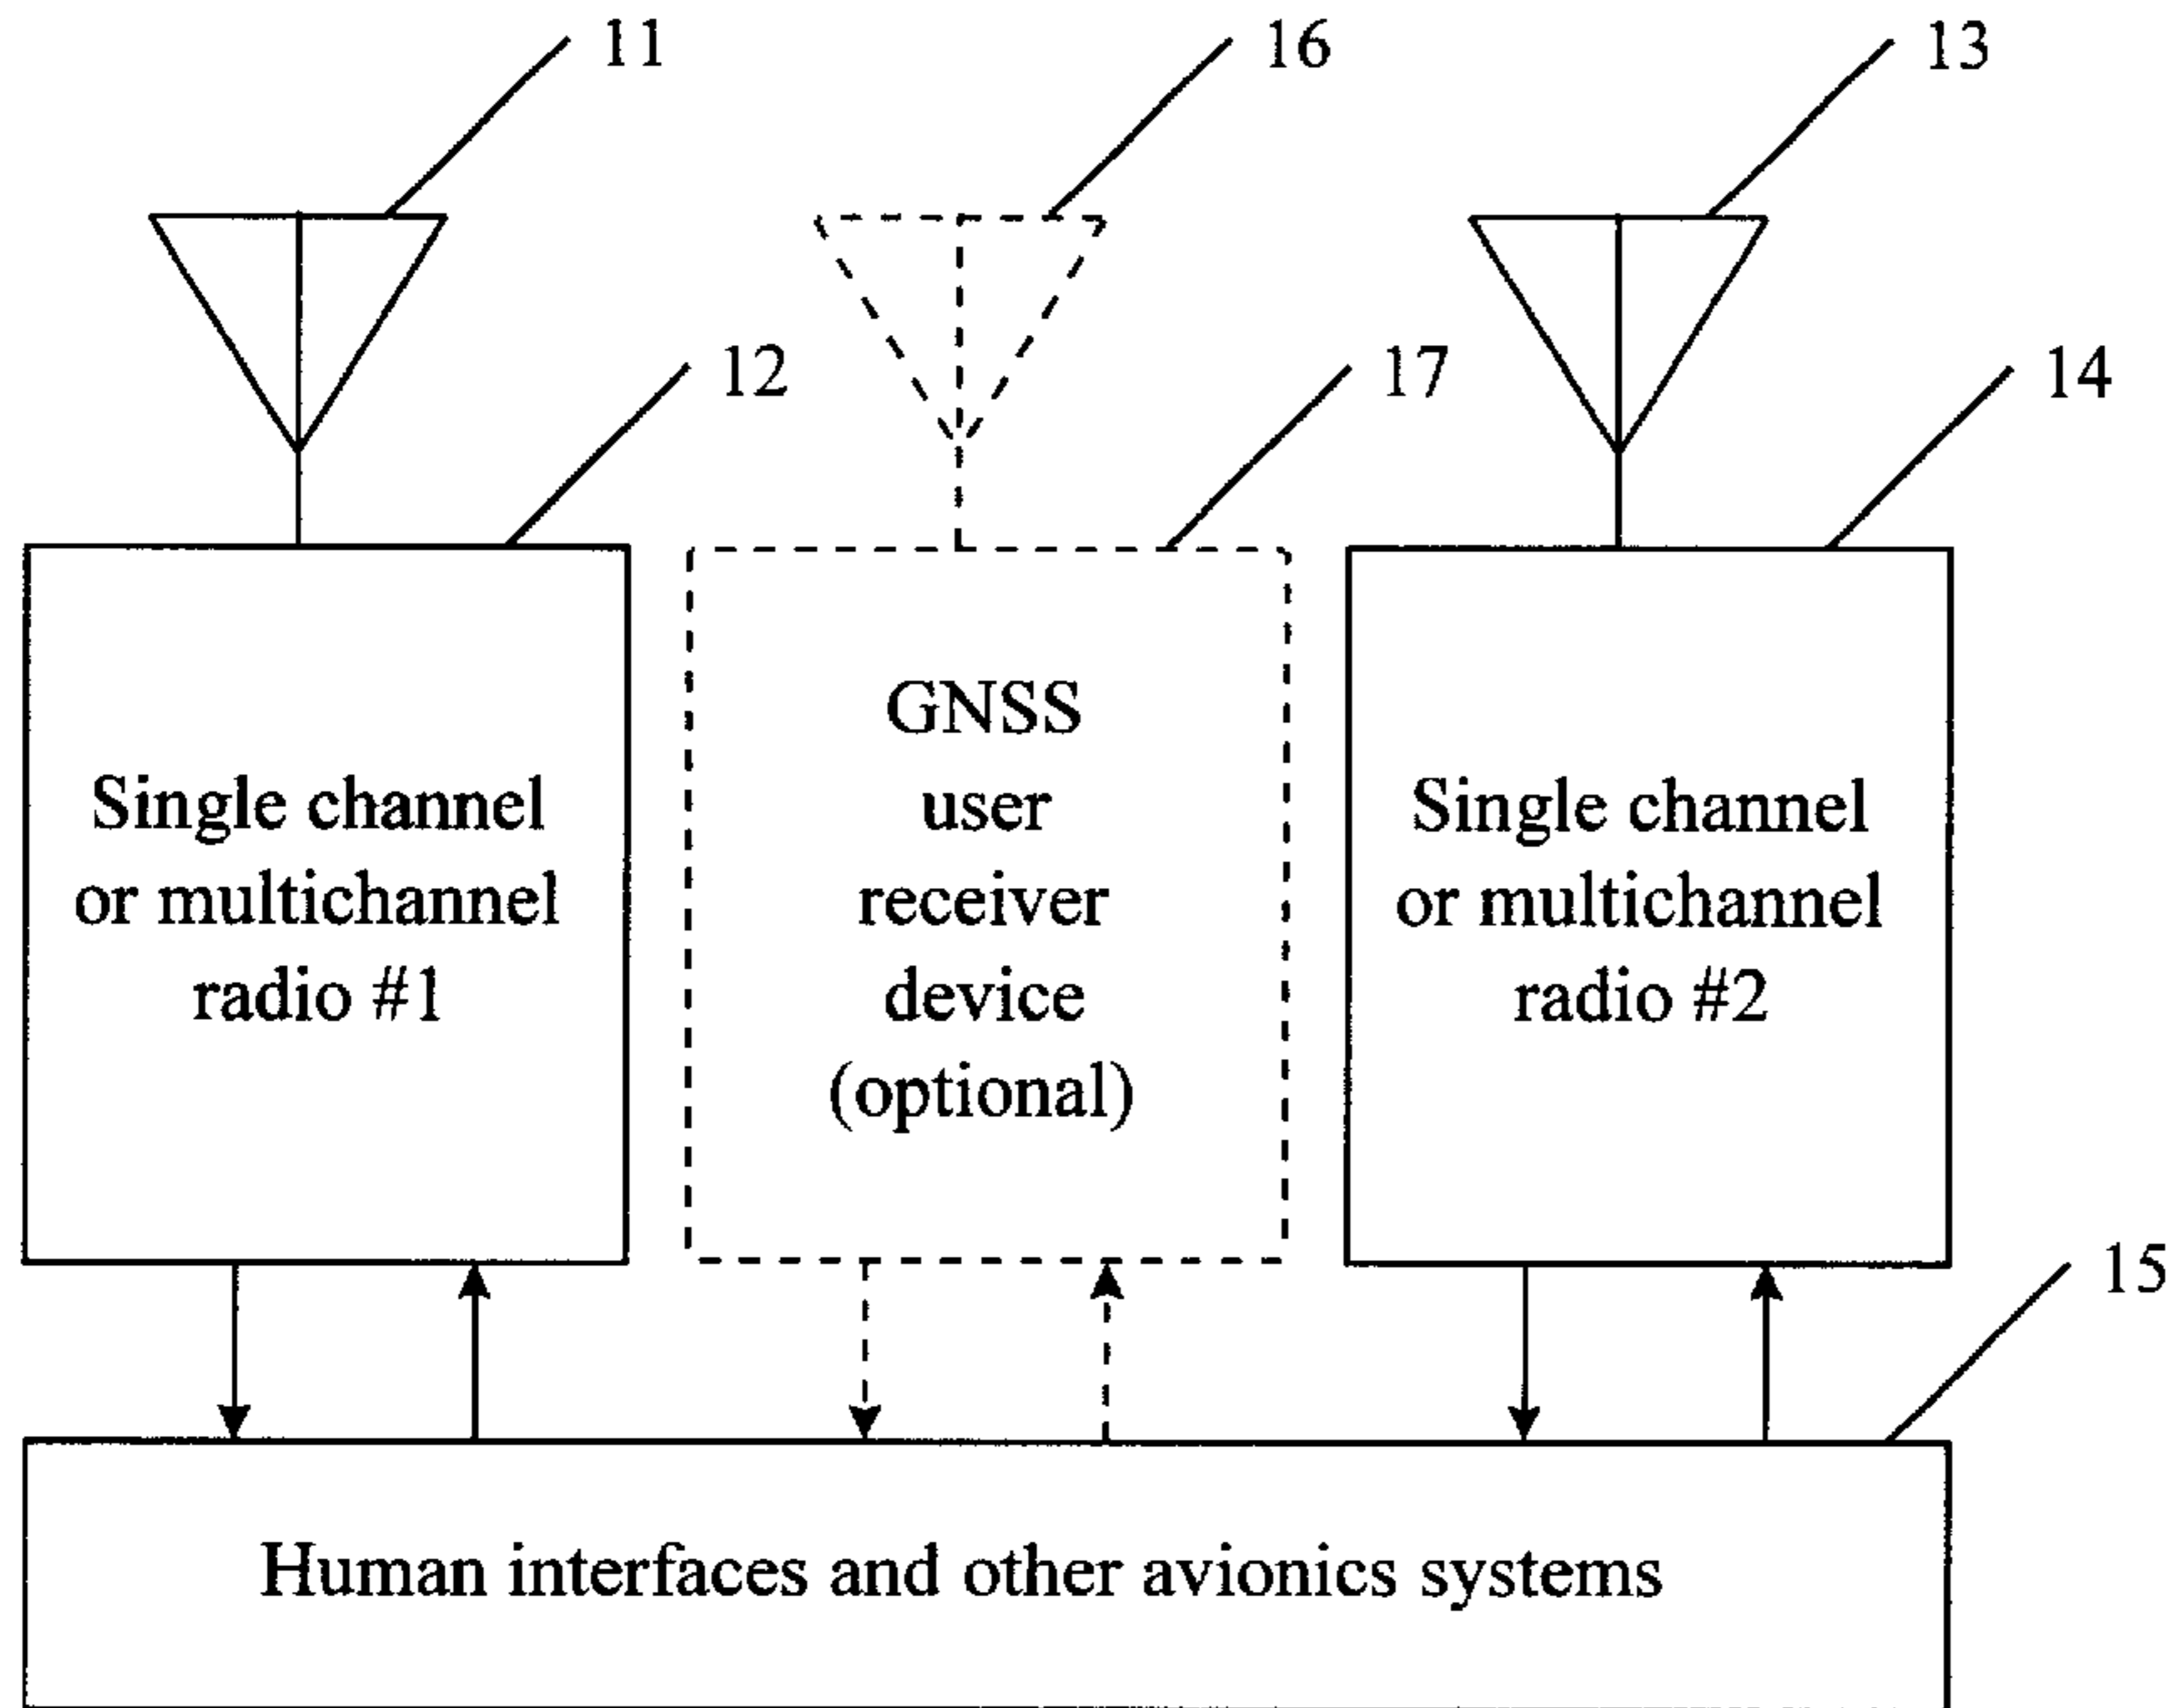 11
16
13
12
17
14
Single channel
or multichannel
radio #1
GNSS
user
receiver
device
(optional)
Single channel
or multichannel
radio #2
15
Human interfaces and other avionics systems